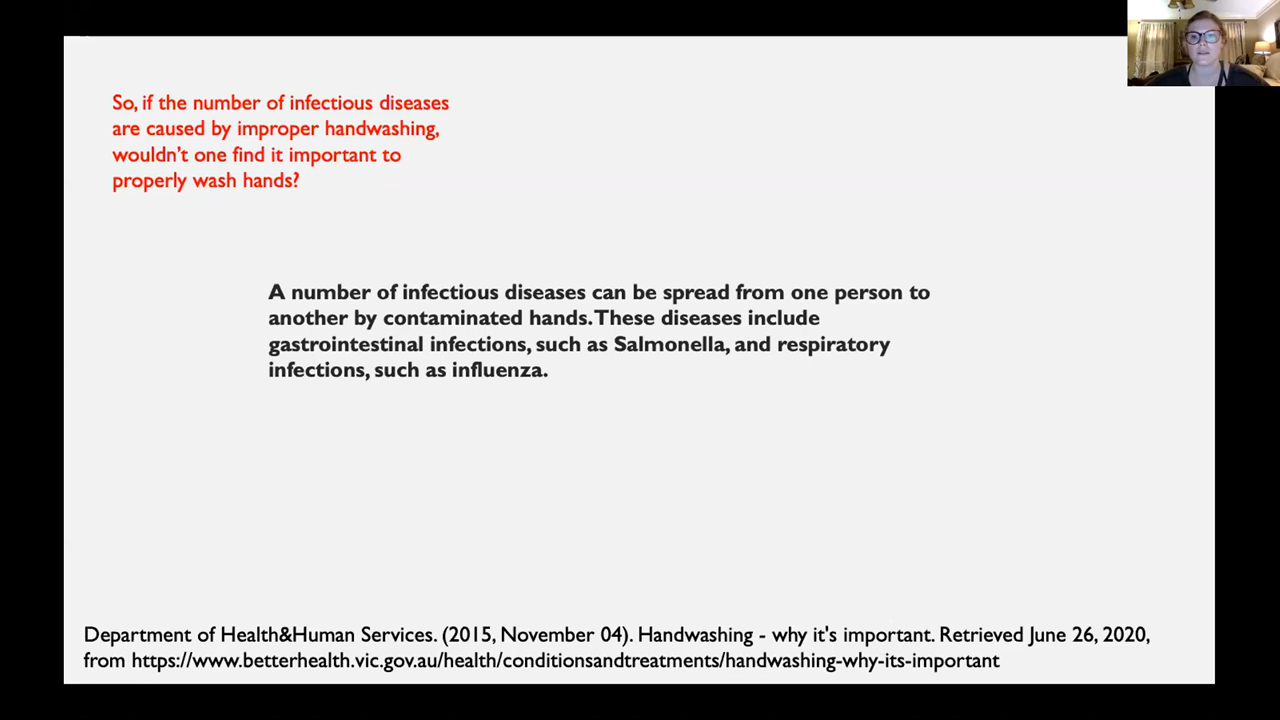 So, if the number of infectious diseases
are caused by improper handwashing,
wouldn't one find it important to
properly wash hands?
A number of infectious diseases can be spread from one person to
another by contaminated hands. These diseases include
gastrointestinal infections, such as Salmonella, and respiratory
infections, such as influenza.
Department of Health&Human Services. (2015, November 04). Handwashing - why it's important. Retrieved June 26, 2020,
from https://www.betterhealth.vic.gov.au/health/conditionsandtreatments/handwashing-why-its-important